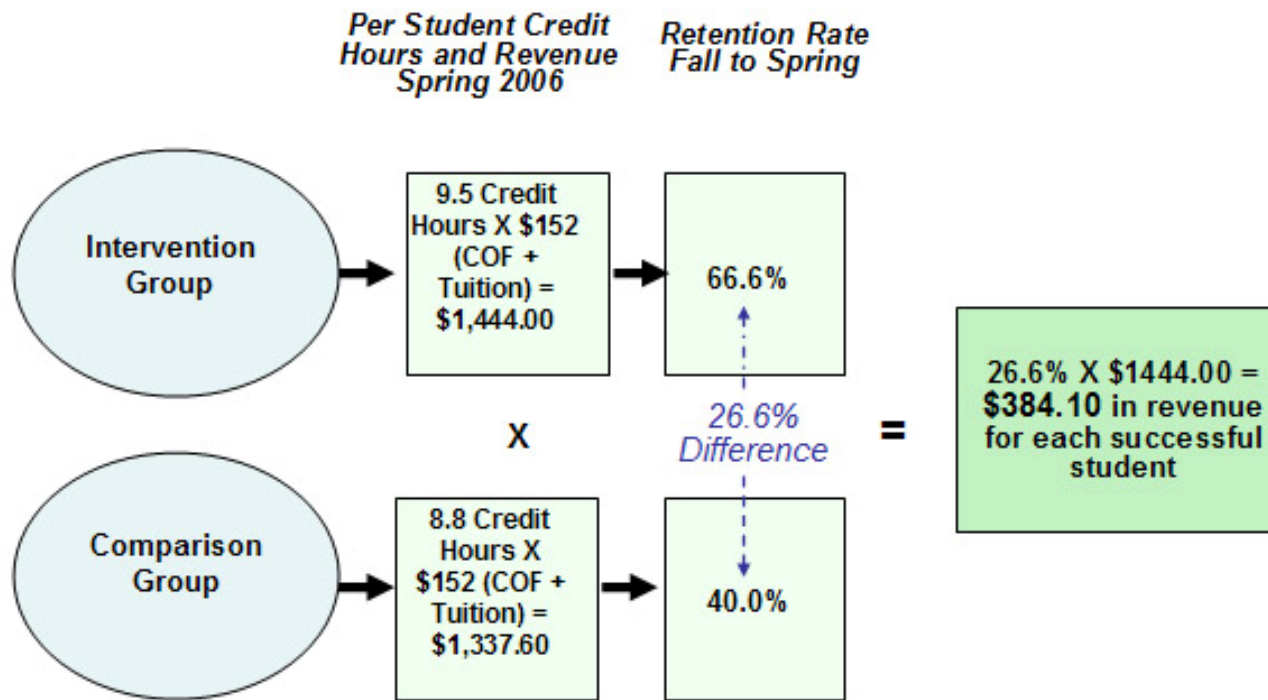 Per Student Credit
Hours and Revenue
Spring 2006
Retention Rate
Fall to Spring
Intervention
Group
9.5 Credit
Hours X $152
(COF +
Tuition) =
$1,444.00
66.6%
X
26.6%
Difference
=
26.6% X $1444.00 =
$384.10 in revenue
for each successful
student
Comparison
Group
8.8 Credit
Hours X
$152 (COF +
Tuition) =
$1,337.60
40.0%